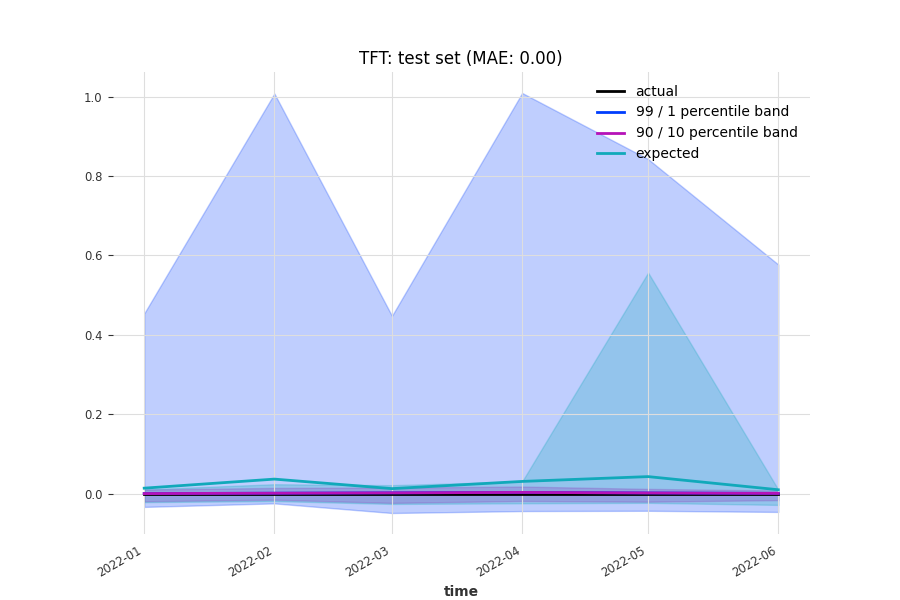 TFT: test set (MAE: 0.00)
actual
99 / 1 percentile band
90 / 10 percentile band
expected
1.0
0.8
0.6
0.4
0.2
0.0
2022-01
2022-02
2022-03
2022-04
2022-05
2022-06
time